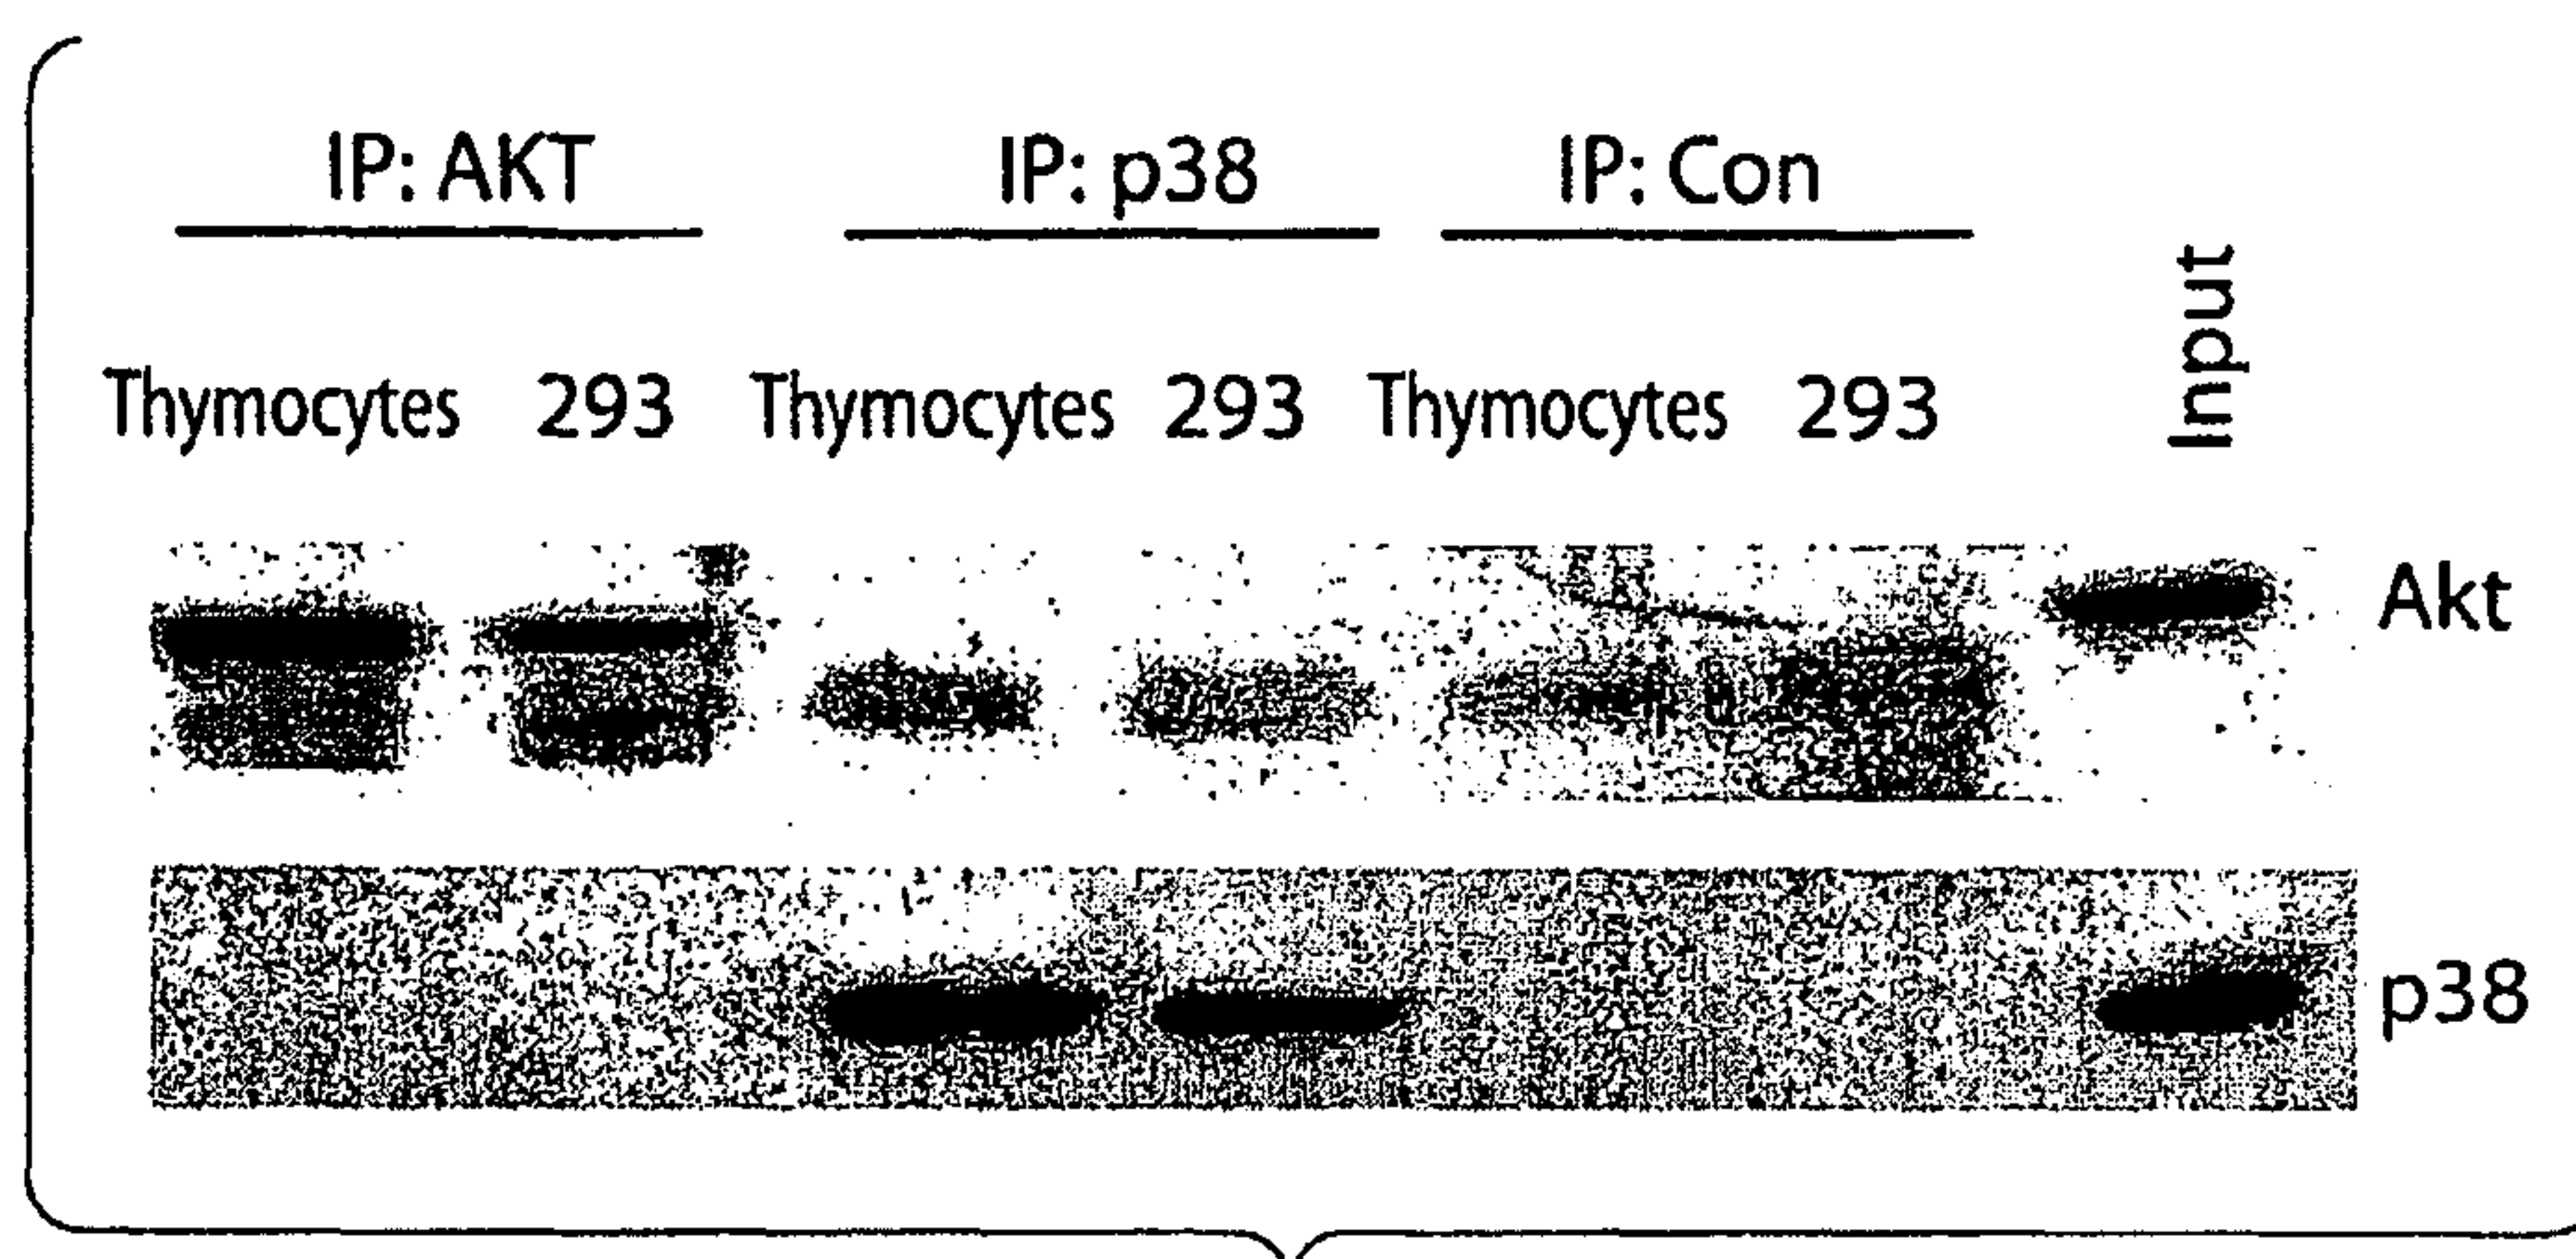 IP: AKT IP: p38 IP: Con
Input
Thymocytes 293 Thymocytes 293 Thymocytes 293
Akt
p38